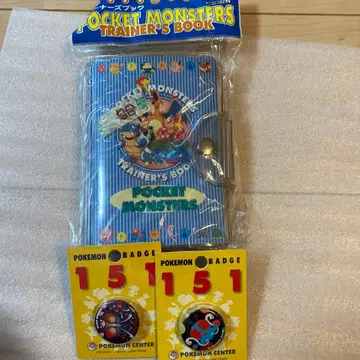 ナーズブック
POCKET MONSTERS
TRAINER'S BOOK
POCKET MONSTERS
TRAINER'S BOOK
POCKET
MONSTERS
POKEMON BADGE
151
POKEMON CENTER
POKEMON BADGE
151
POKEMON CENTER